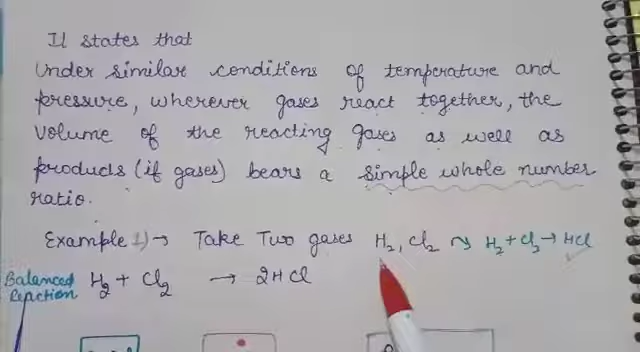 It states that
Under similar conditions of temperature and
pressure, wherever gases react together, the
volume of the reacting gases as well as
products (if gases) bears a simple whole number
ratio.
Example 1) → Take Two gases H₂, Cl₂ ⤳ H₂ + Cl₂ → HCl
Balanced Reaction H₂ + Cl₂ → 2HCl